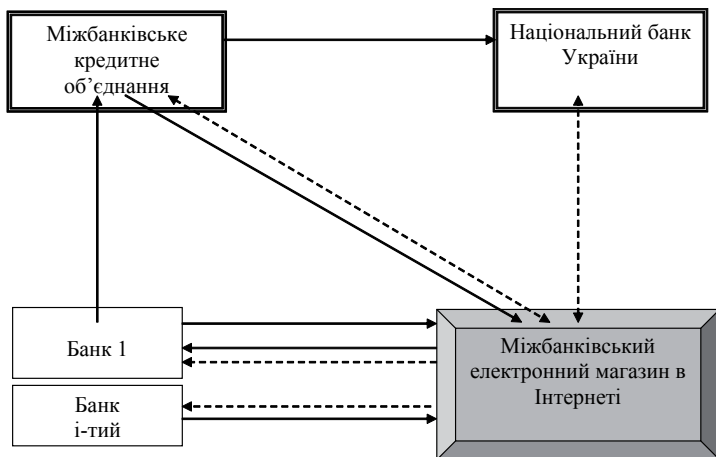 Міжбанківське
кредитне
об’єднання
Національний банк
України
Банк 1
Банк
і-тий
Міжбанківський
електронний магазин в
Інтернеті